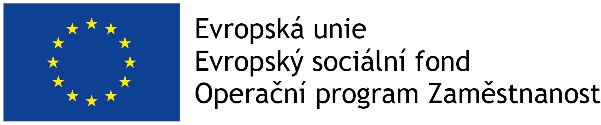 Evropská unie
Evropský sociální fond
Operační program Zaměstnanost